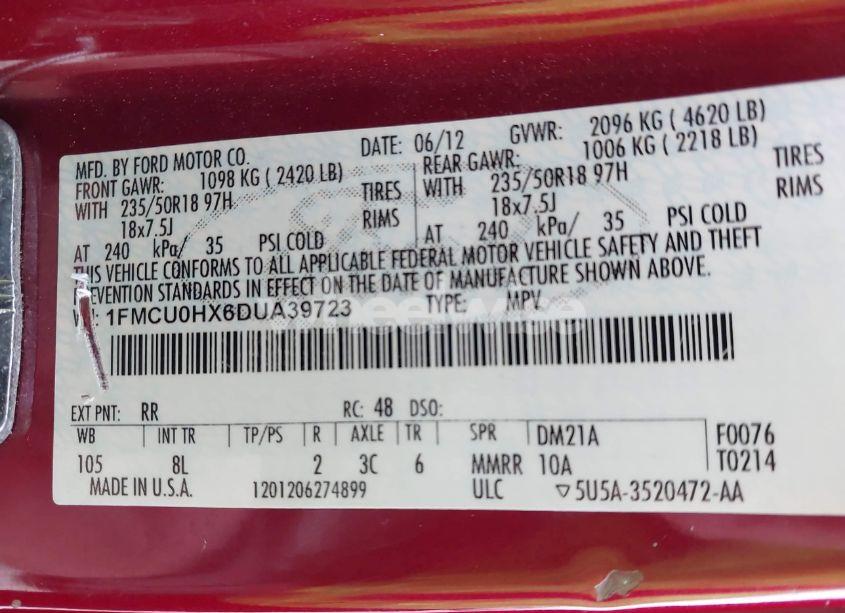 MFD. BY FORD MOTOR CO. DATE: 06/12 GVWR: 2096 KG ( 4620 LB)
FRONT GAWR: 1098 KG ( 2420 LB) REAR GAWR: 1006 KG ( 2218 LB)
WITH 235/50R18 97H TIRES WITH 235/50R18 97H TIRES
18x7.5J RIMS 18x7.5J RIMS
AT 240 kPa/ 35 PSI COLD AT 240 kPa/ 35 PSI COLD
THIS VEHICLE CONFORMS TO ALL APPLICABLE FEDERAL MOTOR VEHICLE SAFETY AND THEFT
EVENTION STANDARDS IN EFFECT ON THE DATE OF MANUFACTURE SHOWN ABOVE.
1FMCU0HX6DUA39723 TYPE: MPV
EXT PNT: RR RC: 48 DSO:
WB INT TR TP/PS R AXLE TR SPR DM21A F0076
105 8L 2 3C 6 MMRR 10A T0214
MADE IN U.S.A. 1201206274899 ULC ▽5U5A-3520472-AA